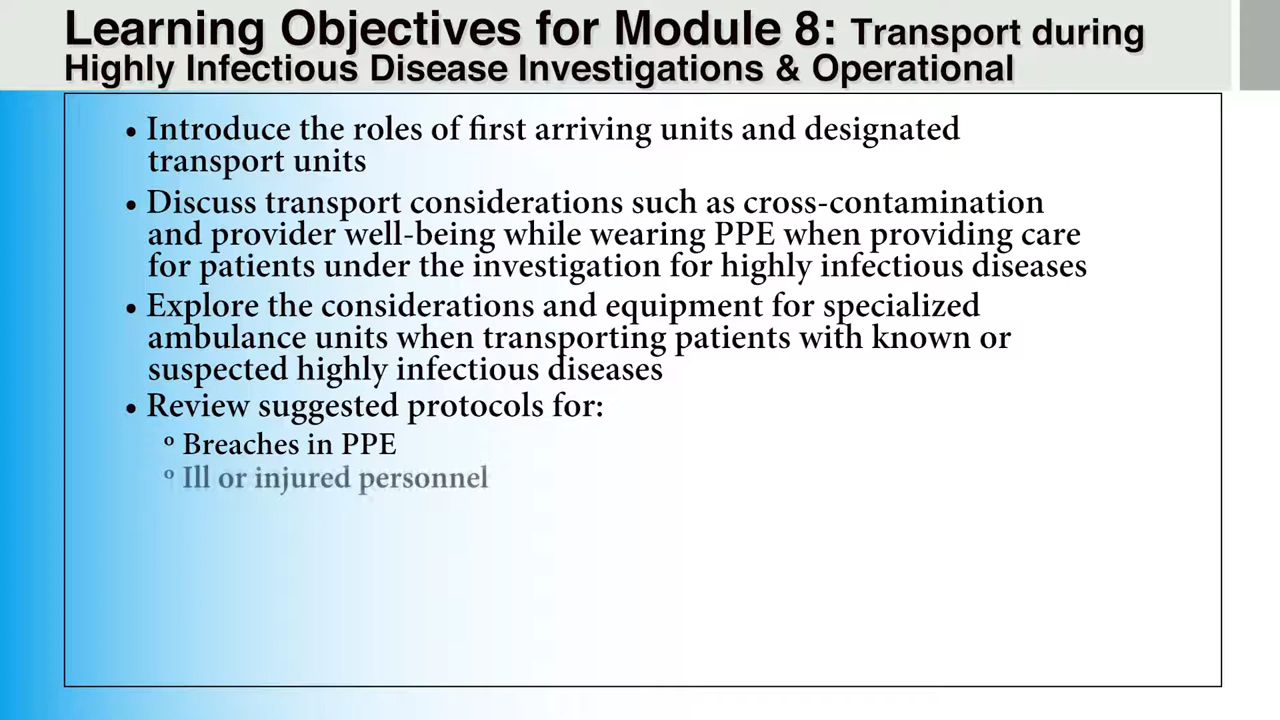 Learning Objectives for Module 8: Transport during
Highly Infectious Disease Investigations & Operational
• Introduce the roles of first arriving units and designated
transport units
• Discuss transport considerations such as cross-contamination
and provider well-being while wearing PPE when providing care
for patients under the investigation for highly infectious diseases
• Explore the considerations and equipment for specialized
ambulance units when transporting patients with known or
suspected highly infectious diseases
• Review suggested protocols for:
º Breaches in PPE
º Ill or injured personnel